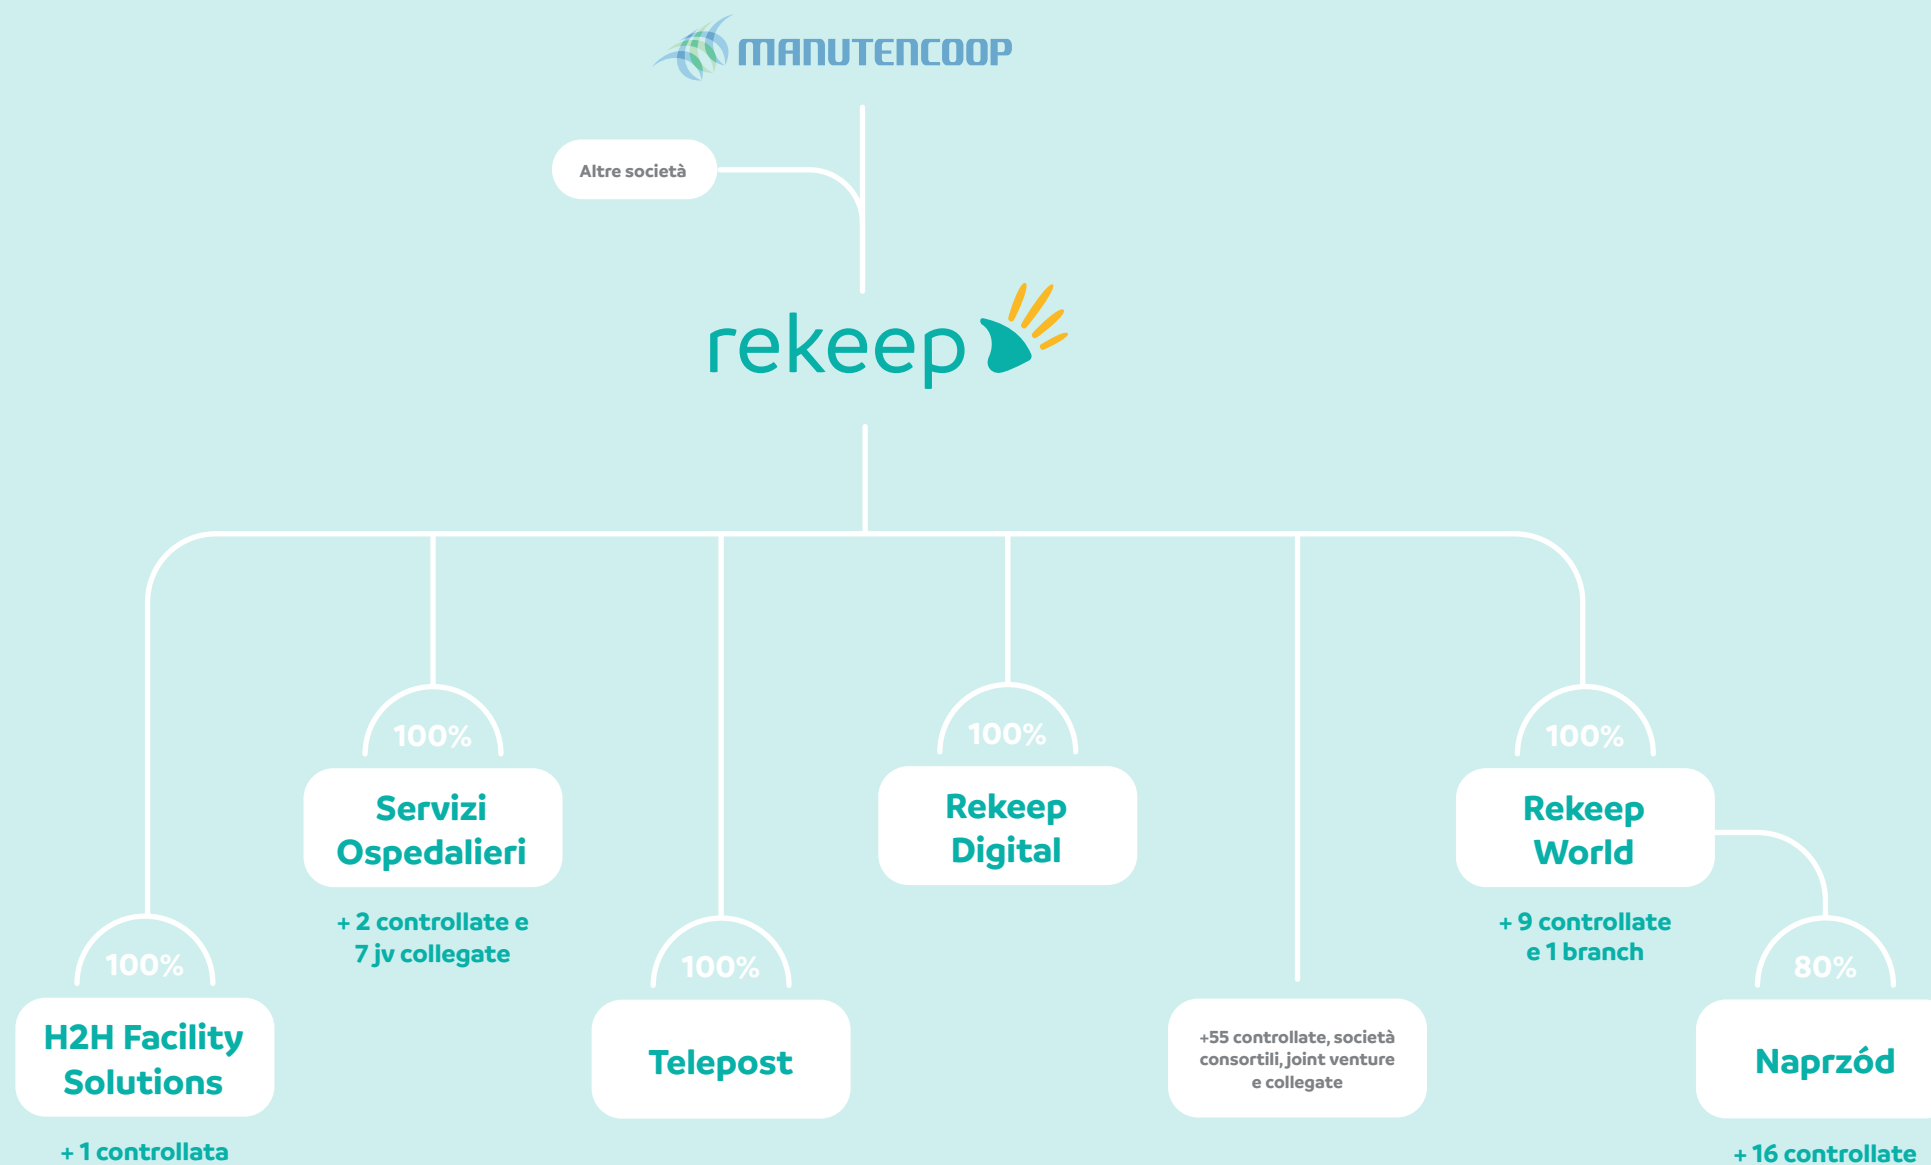 MANUTENCOOP
Altre società
rekeep
100%
Servizi
Ospedalieri
+ 2 controllate e
7 jv collegate
100%
Rekeep
Digital
100%
Rekeep
World
+ 9 controllate
e 1 branch
100%
H2H Facility
Solutions
+ 1 controllata
100%
Telepost
+55 controllate, società
consortili, joint venture
e collegate
80%
Naprzód
+ 16 controllate